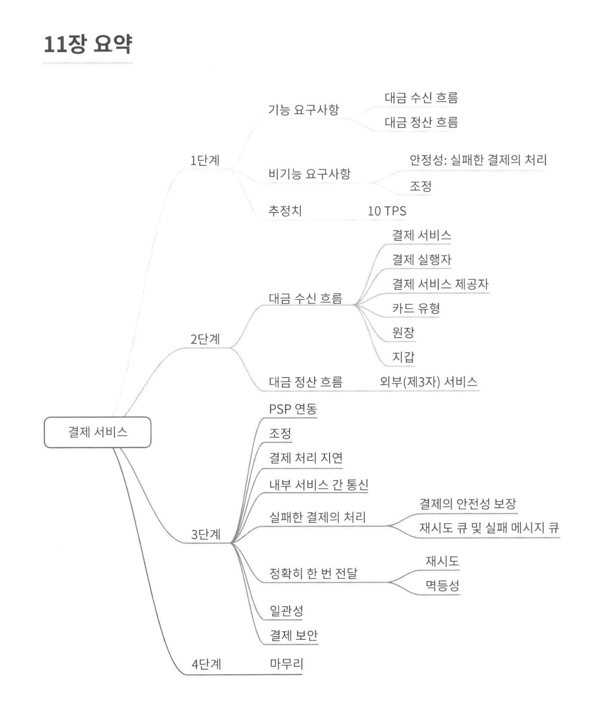 11장 요약
결제 서비스
1단계
기능 요구사항
대금 수신 흐름
대금 정산 흐름
비기능 요구사항
안정성: 실패한 결제의 처리
조정
추정치
10 TPS
2단계
대금 수신 흐름
결제 서비스
결제 실행자
결제 서비스 제공자
카드 유형
원장
지갑
대금 정산 흐름
외부(제3자) 서비스
3단계
PSP 연동
조정
결제 처리 지연
내부 서비스 간 통신
실패한 결제의 처리
결제의 안전성 보장
재시도 큐 및 실패 메시지 큐
정확히 한 번 전달
재시도
멱등성
일관성
결제 보안
4단계
마무리